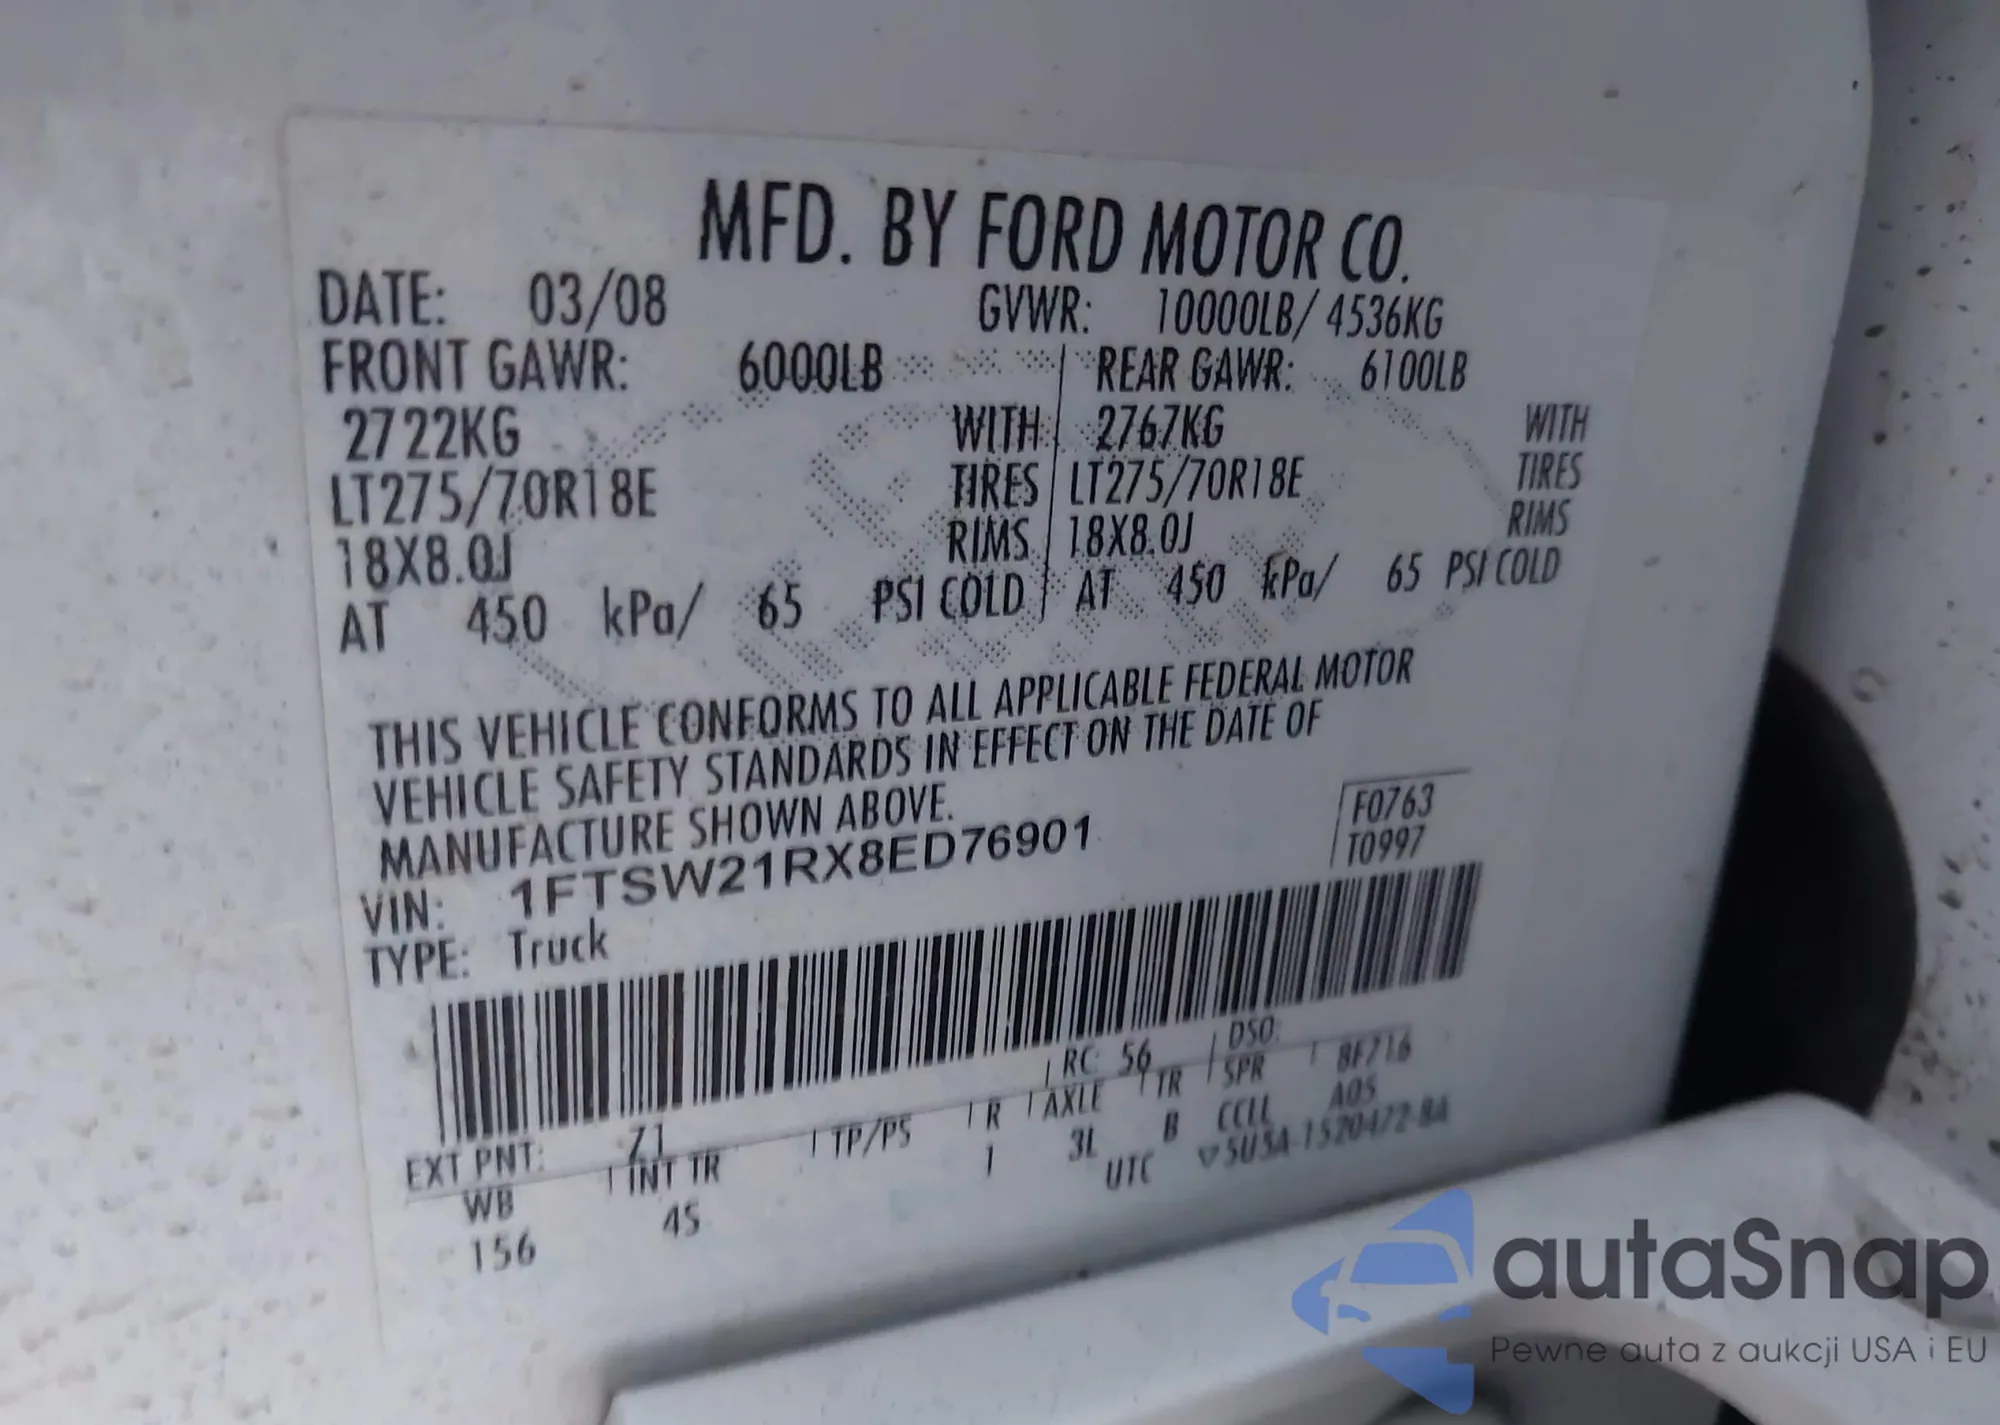 MFD. BY FORD MOTOR CO.
DATE: 03/08 GVWR: 10000LB/ 4536KG
FRONT GAWR: 6000LB REAR GAWR: 6100LB
2722KG WITH 2767KG WITH
LT275/70R18E TIRES LT275/70R18E TIRES
18X8.0J RIMS 18X8.0J RIMS
AT 450 kPa/ 65 PSI COLD AT 450 kPa/ 65 PSI COLD
THIS VEHICLE CONFORMS TO ALL APPLICABLE FEDERAL MOTOR
VEHICLE SAFETY STANDARDS IN EFFECT ON THE DATE OF
MANUFACTURE SHOWN ABOVE.
F0763
VIN: 1FTSW21RX8ED76901
T0997
TYPE: Truck
EXT PNT: Z1 RC: 56 DSO:
WB INT TR TP/PS R AXLE TR SPR 8F716
156 4S 1 3L B CCLL A05
UTC
autaSnap
Pewne auta z aukcji USA i EU